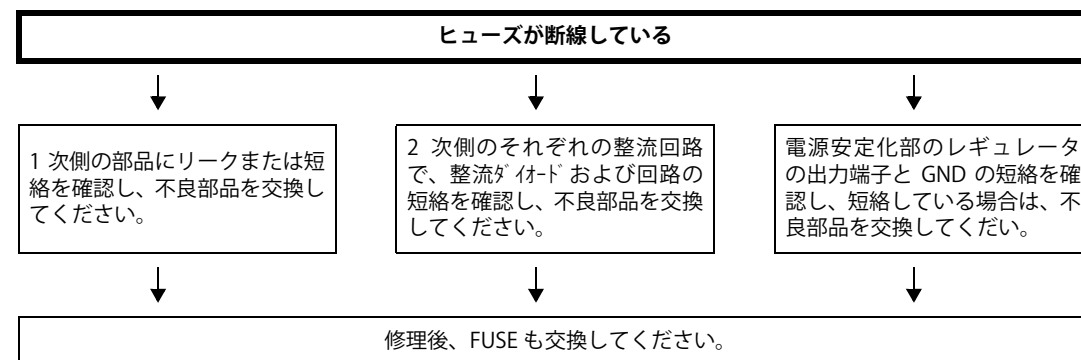 ヒューズが断線している
1 次側の部品にリークまたは短
絡を確認し、不良部品を交換し
てください。
2 次側のそれぞれの整流回路
で、整流ﾀﾞｲｵｰﾄﾞおよび回路の
短絡を確認し、不良部品を交換
してください。
電源安定化部のレギュレータ
の出力端子と GND の短絡を確
認し、短絡している場合は、不
良部品を交換してくだい。
修理後、FUSE も交換してください。